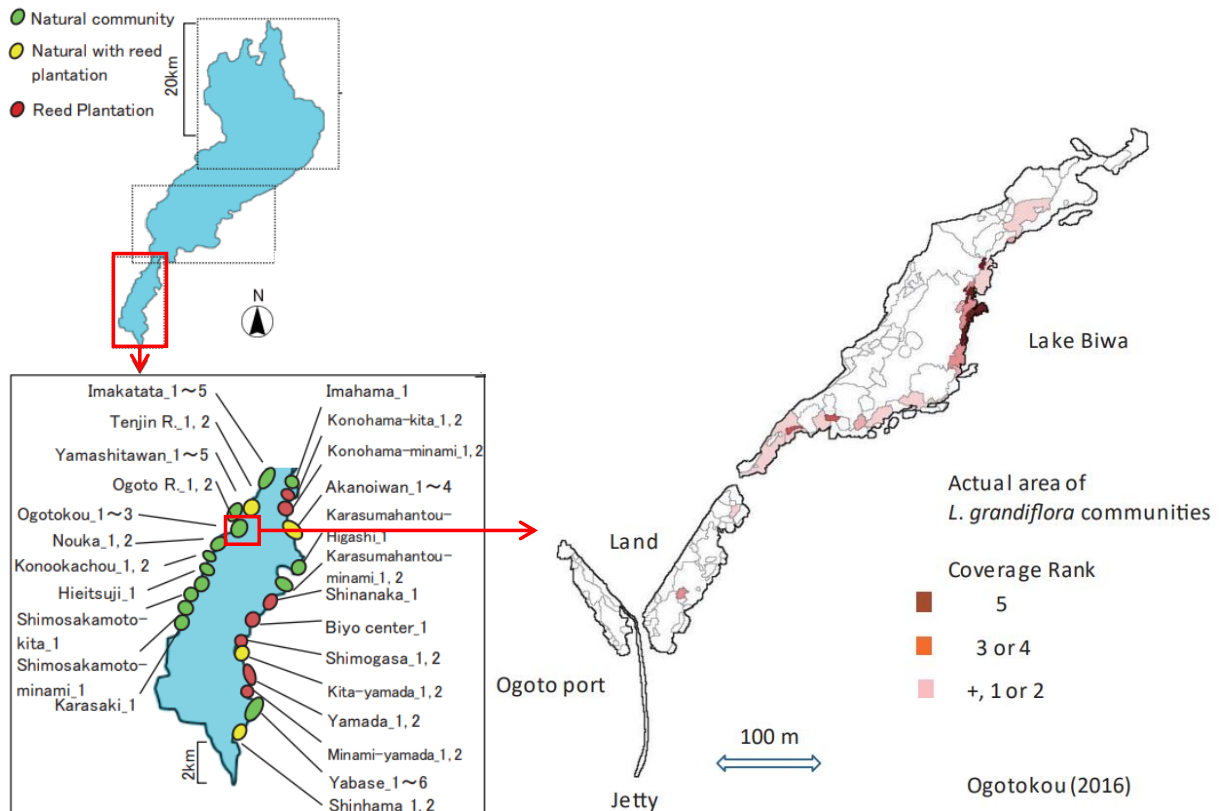 Natural community
Natural with reed
plantation
Reed Plantation
20km
N
Imakatata_1～5
Tenjin R._1, 2
Yamashitawan_1～5
Ogoto R._1, 2
Ogotokou_1～3
Nouka_1, 2
Konookachou_1, 2
Hieitsuji_1
Shimosakamoto-
kita_1
Shimosakamoto-
minami_1
Karasaki_1
2km
Imahama_1
Konohama-kita_1, 2
Konohama-minami_1, 2
Akanoiwan_1～4
Karasumahantou-
Higashi_1
Karasumahantou-
minami_1, 2
Shinanaka_1
Biyo center_1
Shimogasa_1, 2
Kita-yamada_1, 2
Yamada_1, 2
Minami-yamada_1, 2
Yabase_1～6
Shinhama_1, 2
Lake Biwa
Land
Ogoto port
Jetty
100 m
Actual area of
L. grandiflora communities
Coverage Rank
5
3 or 4
+, 1 or 2
Ogotokou (2016)